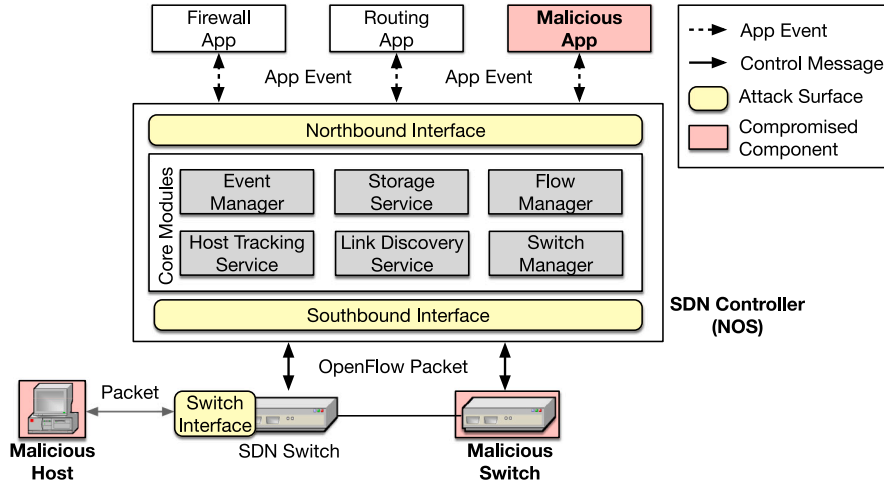 Firewall
App
Routing
App
Malicious
App
App Event
App Event
App Event
Control Message
Attack Surface
Compromised
Component
Northbound Interface
Core Modules
Event
Manager
Storage
Service
Flow
Manager
Host Tracking
Service
Link Discovery
Service
Switch
Manager
Southbound Interface
SDN Controller
(NOS)
OpenFlow Packet
Packet
Switch
Interface
SDN Switch
Malicious
Host
Malicious
Switch